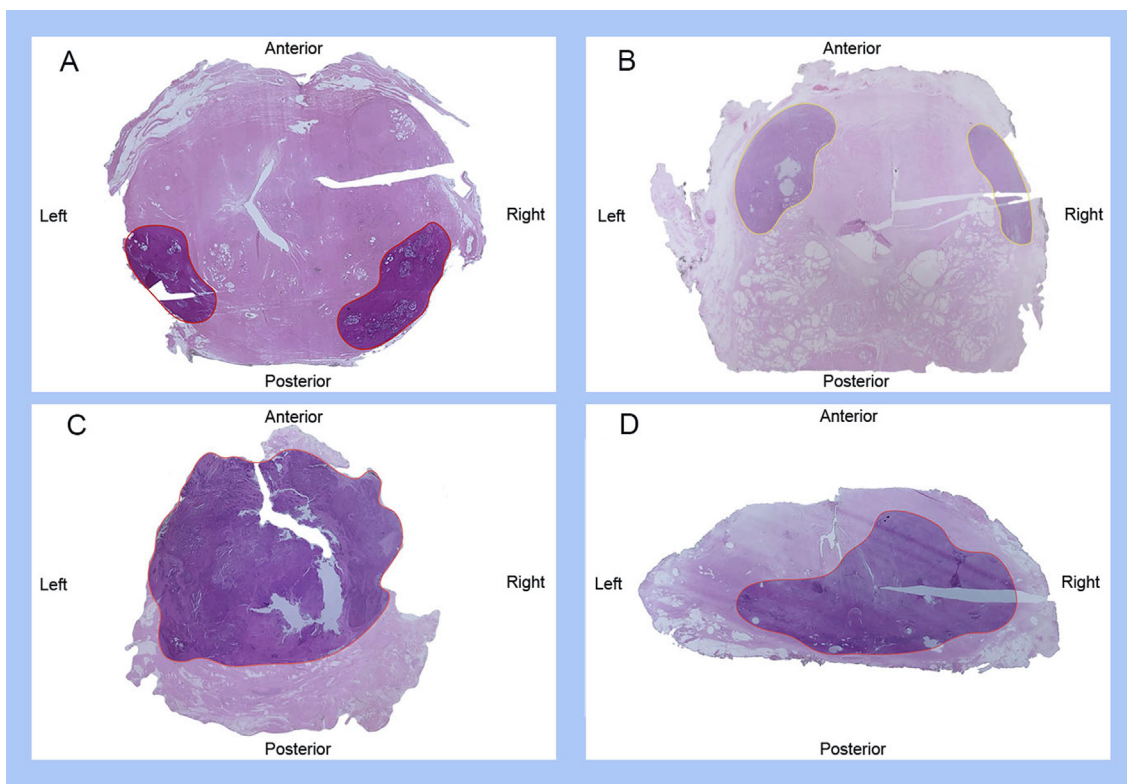 A
Anterior
Left
Right
Posterior
B
Anterior
Left
Right
Posterior
C
Anterior
Left
Right
Posterior
D
Anterior
Left
Right
Posterior